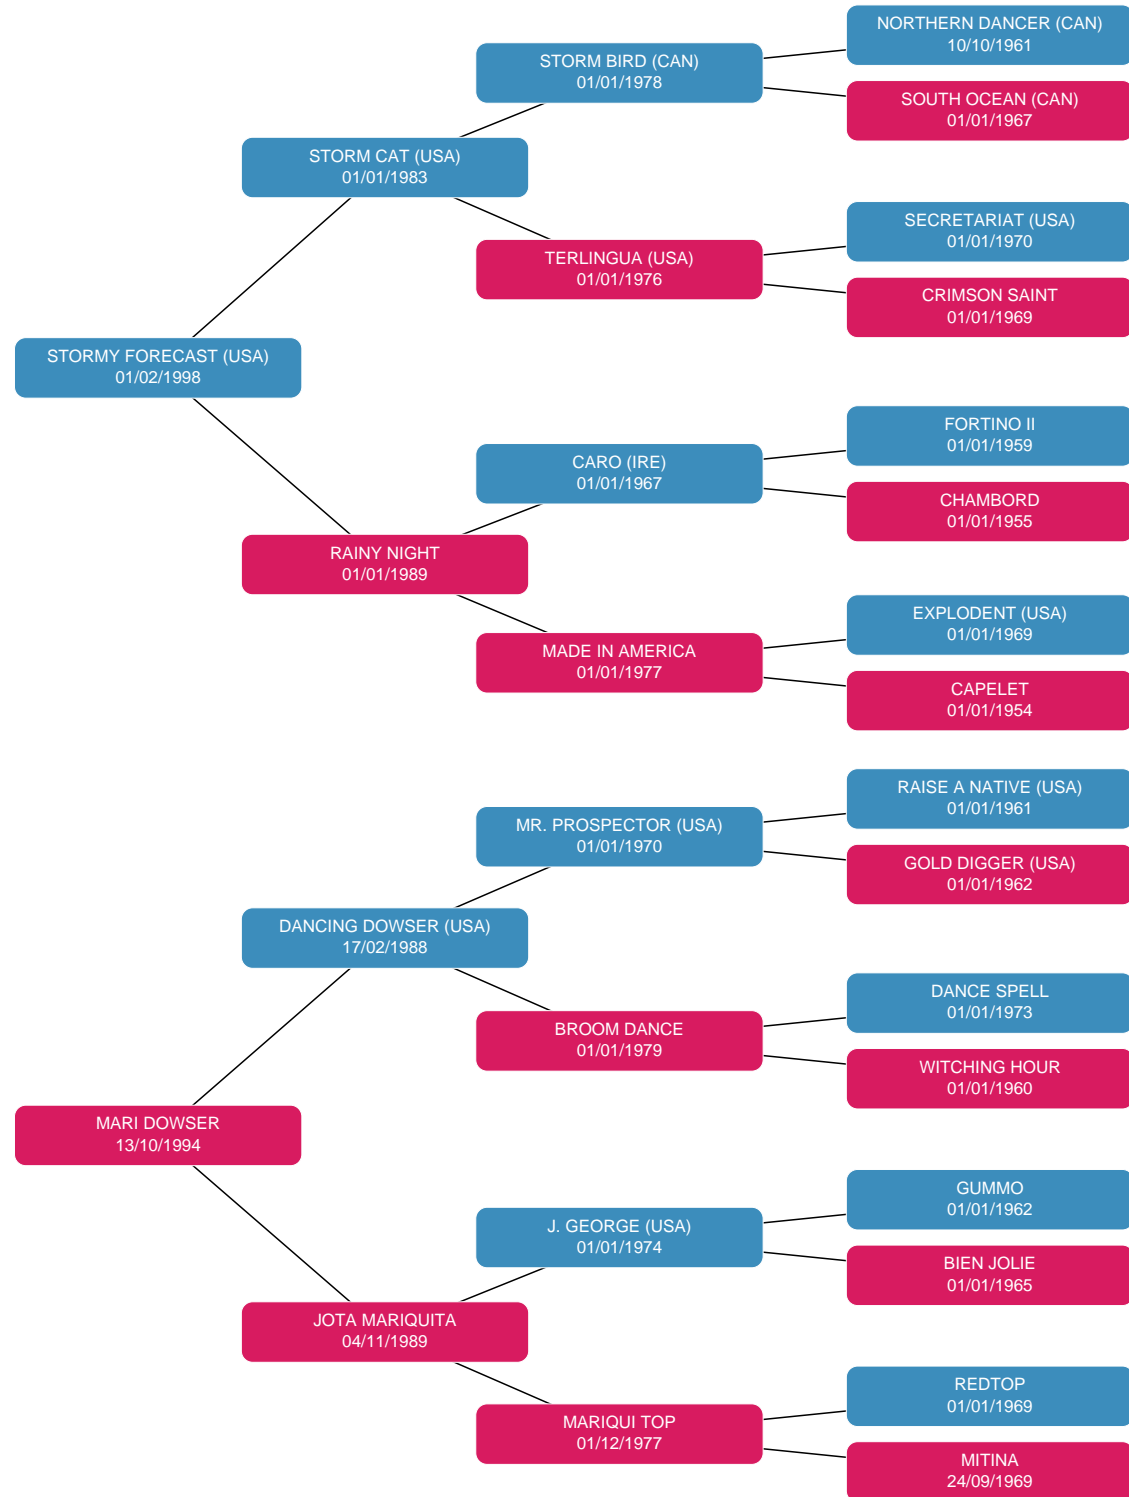 NORTHERN DANCER (CAN)
10/10/1961
STORM BIRD (CAN)
01/01/1978
SOUTH OCEAN (CAN)
01/01/1967
STORM CAT (USA)
01/01/1983
SECRETARIAT (USA)
01/01/1970
TERLINGUA (USA)
01/01/1976
CRIMSON SAINT
01/01/1969
STORMY FORECAST (USA)
01/02/1998
FORTINO II
01/01/1959
CARO (IRE)
01/01/1967
CHAMBORD
01/01/1955
RAINY NIGHT
01/01/1989
EXPLODENT (USA)
01/01/1969
MADE IN AMERICA
01/01/1977
CAPELET
01/01/1954
RAISE A NATIVE (USA)
01/01/1961
MR. PROSPECTOR (USA)
01/01/1970
GOLD DIGGER (USA)
01/01/1962
DANCING DOWSER (USA)
17/02/1988
DANCE SPELL
01/01/1973
BROOM DANCE
01/01/1979
WITCHING HOUR
01/01/1960
MARI DOWSER
13/10/1994
GUMMO
01/01/1962
J. GEORGE (USA)
01/01/1974
BIEN JOLIE
01/01/1965
JOTA MARIQUITA
04/11/1989
REDTOP
01/01/1969
MARIQUI TOP
01/12/1977
MITINA
24/09/1969